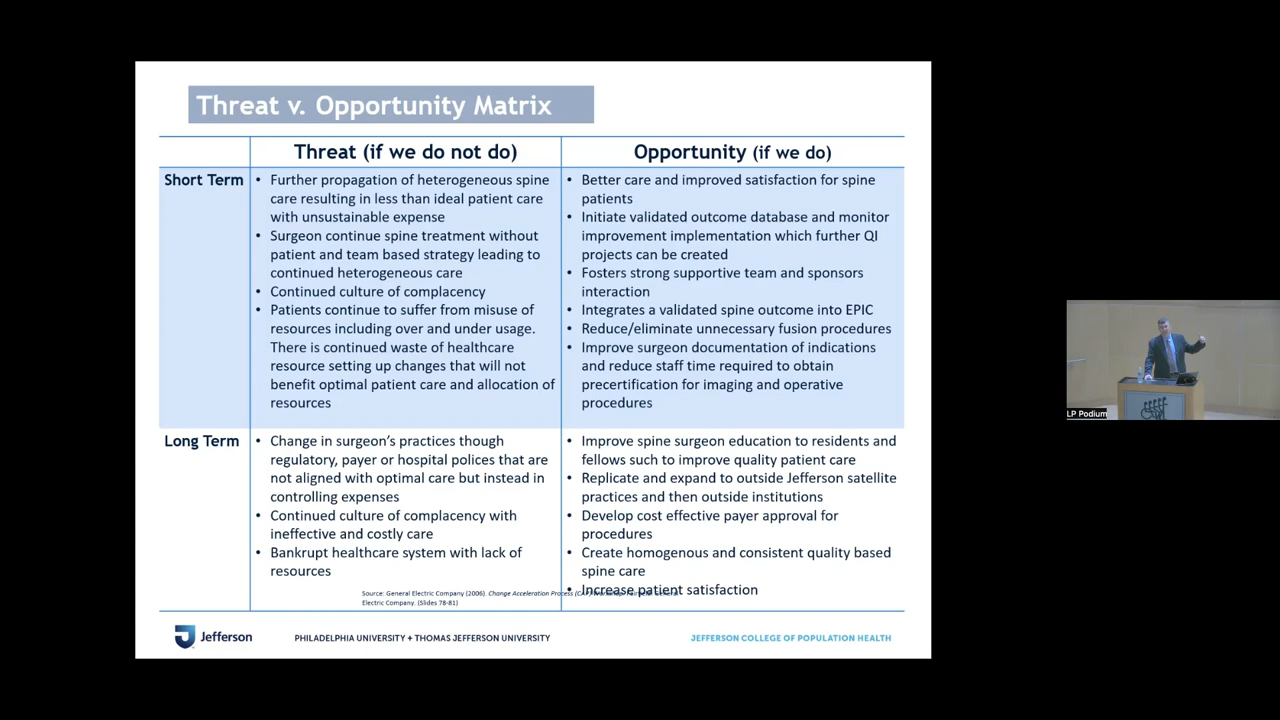 Threat v. Opportunity Matrix
Threat (if we do not do)
Opportunity (if we do)
Short Term
• Further propagation of heterogeneous spine
care resulting in less than ideal patient care
with unsustainable expense
• Surgeon continue spine treatment without
patient and team based strategy leading to
continued heterogeneous care
• Continued culture of complacency
• Patients continue to suffer from misuse of
resources including over and under usage.
There is continued waste of healthcare
resource setting up changes that will not
benefit optimal patient care and allocation of
resources
• Better care and improved satisfaction for spine
patients
• Initiate validated outcome database and monitor
improvement implementation which further QI
projects can be created
• Fosters strong supportive team and sponsors
interaction
• Integrates a validated spine outcome into EPIC
• Reduce/eliminate unnecessary fusion procedures
• Improve surgeon documentation of indications
and reduce staff time required to obtain
precertification for imaging and operative
procedures
Long Term
• Change in surgeon's practices though
regulatory, payer or hospital polices that are
not aligned with optimal care but instead in
controlling expenses
• Continued culture of complacency with
ineffective and costly care
• Bankrupt healthcare system with lack of
resources
• Improve spine surgeon education to residents and
fellows such to improve quality patient care
• Replicate and expand to outside Jefferson satellite
practices and then outside institutions
• Develop cost effective payer approval for
procedures
• Create homogenous and consistent quality based
spine care
• Increase patient satisfaction
Source: General Electric Company (2006). Change Acceleration Process
Electric Company. (Slides 78-81)
Jefferson
PHILADELPHIA UNIVERSITY + THOMAS JEFFERSON UNIVERSITY
JEFFERSON COLLEGE OF POPULATION HEALTH
LP Podium